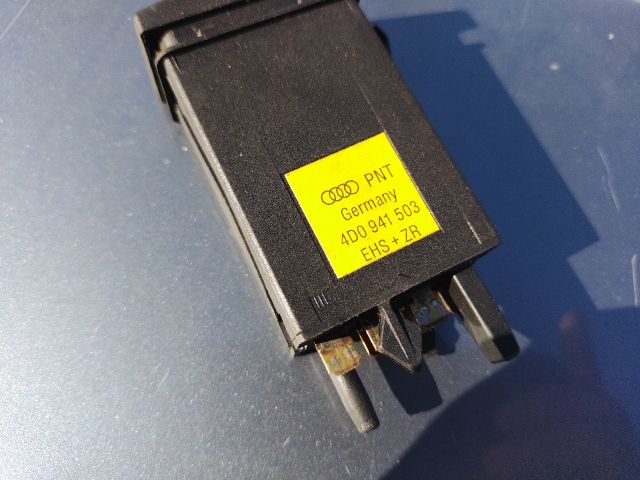 PNT
Germany
4D0 941 503
EHS + ZR